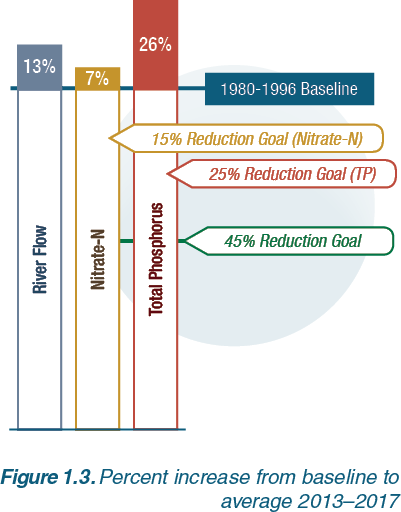 13%
7%
26%
1980-1996 Baseline
15% Reduction Goal (Nitrate-N)
25% Reduction Goal (TP)
45% Reduction Goal
River Flow
Nitrate-N
Total Phosphorus
Figure 1.3. Percent increase from baseline to
average 2013–2017